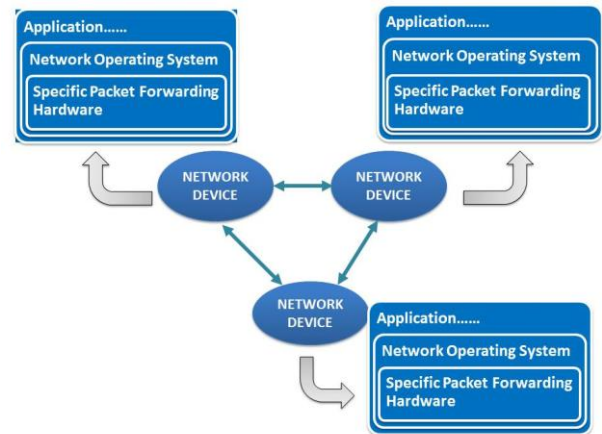 Application......
Network Operating System
Specific Packet Forwarding
Hardware
Application......
Network Operating System
Specific Packet Forwarding
Hardware
NETWORK
DEVICE
NETWORK
DEVICE
NETWORK
DEVICE
Application......
Network Operating System
Specific Packet Forwarding
Hardware